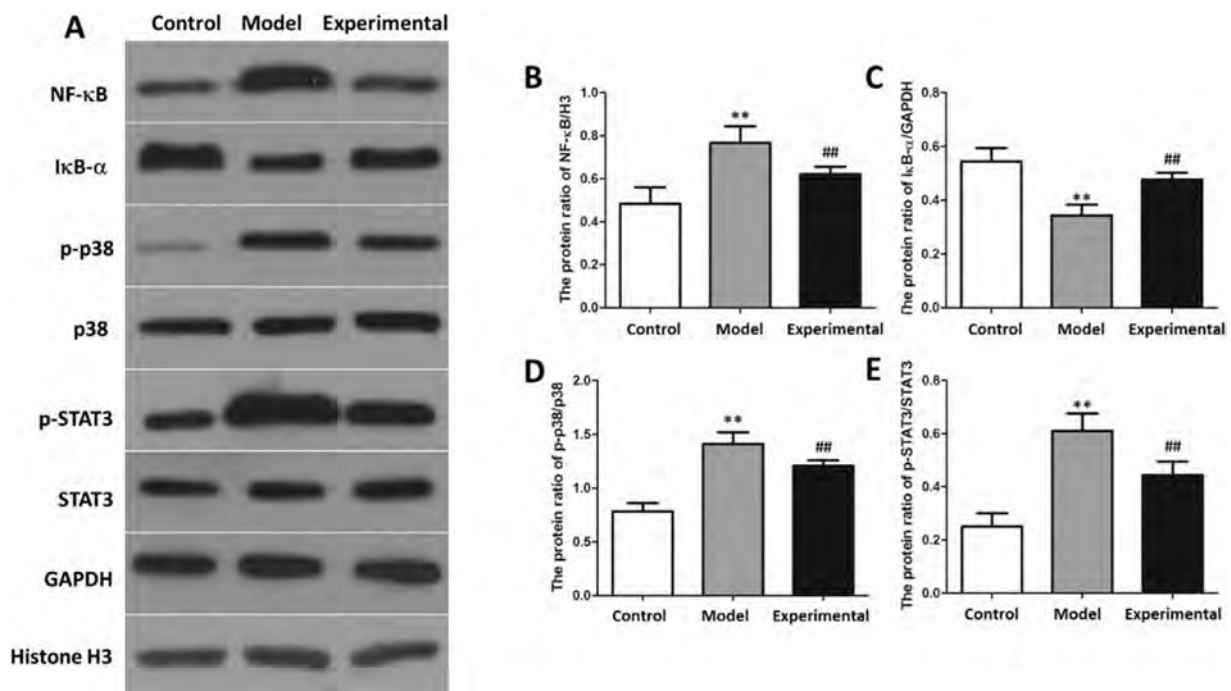 A
Control Model Experimental
NF-κB
IκB-α
p-p38
p38
p-STAT3
STAT3
GAPDH
Histone H3
B
The protein ratio of NF-κB/H3
1.0
0.8
0.6
0.4
0.2
0.0
**
##
Control Model Experimental
C
The protein ratio of IκB-α/GAPDH
0.8
0.6
0.4
0.2
0.0
**
##
Control Model Experimental
D
The protein ratio of p-p38/p38
2.0
1.5
1.0
0.5
0.0
**
##
Control Model Experimental
E
The protein ratio of p-STAT3/STAT3
0.8
0.6
0.4
0.2
0.0
**
##
Control Model Experimental